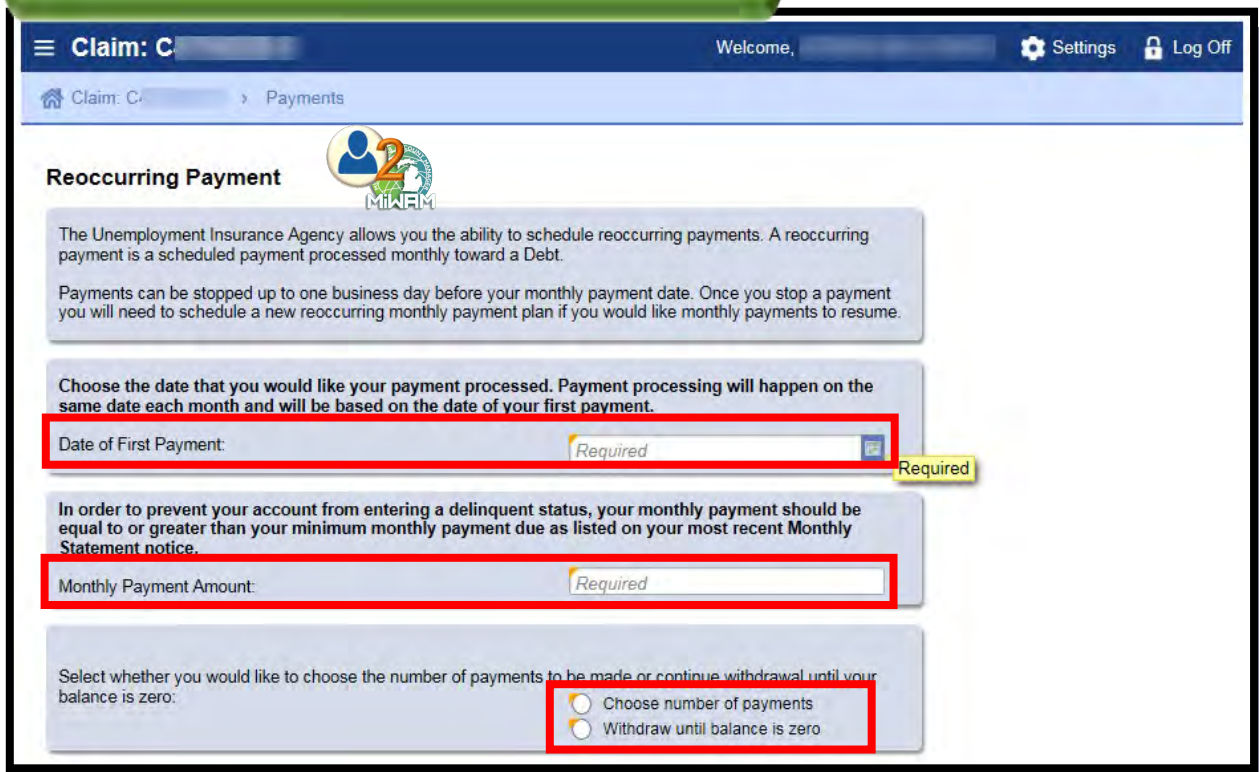 Claim: C
Welcome,
Settings
Log Off
Claim: C
Payments
Reoccurring Payment
2
MiWAM
The Unemployment Insurance Agency allows you the ability to schedule reoccurring payments. A reoccurring
payment is a scheduled payment processed monthly toward a Debt.
Payments can be stopped up to one business day before your monthly payment date. Once you stop a payment
you will need to schedule a new reoccurring monthly payment plan if you would like monthly payments to resume.
Choose the date that you would like your payment processed. Payment processing will happen on the
same date each month and will be based on the date of your first payment.
Date of First Payment:
Required
Required
In order to prevent your account from entering a delinquent status, your monthly payment should be
equal to or greater than your minimum monthly payment due as listed on your most recent Monthly
Statement notice.
Monthly Payment Amount:
Required
Select whether you would like to choose the number of payments to be made or continue withdrawal until your
balance is zero:
Choose number of payments
Withdraw until balance is zero